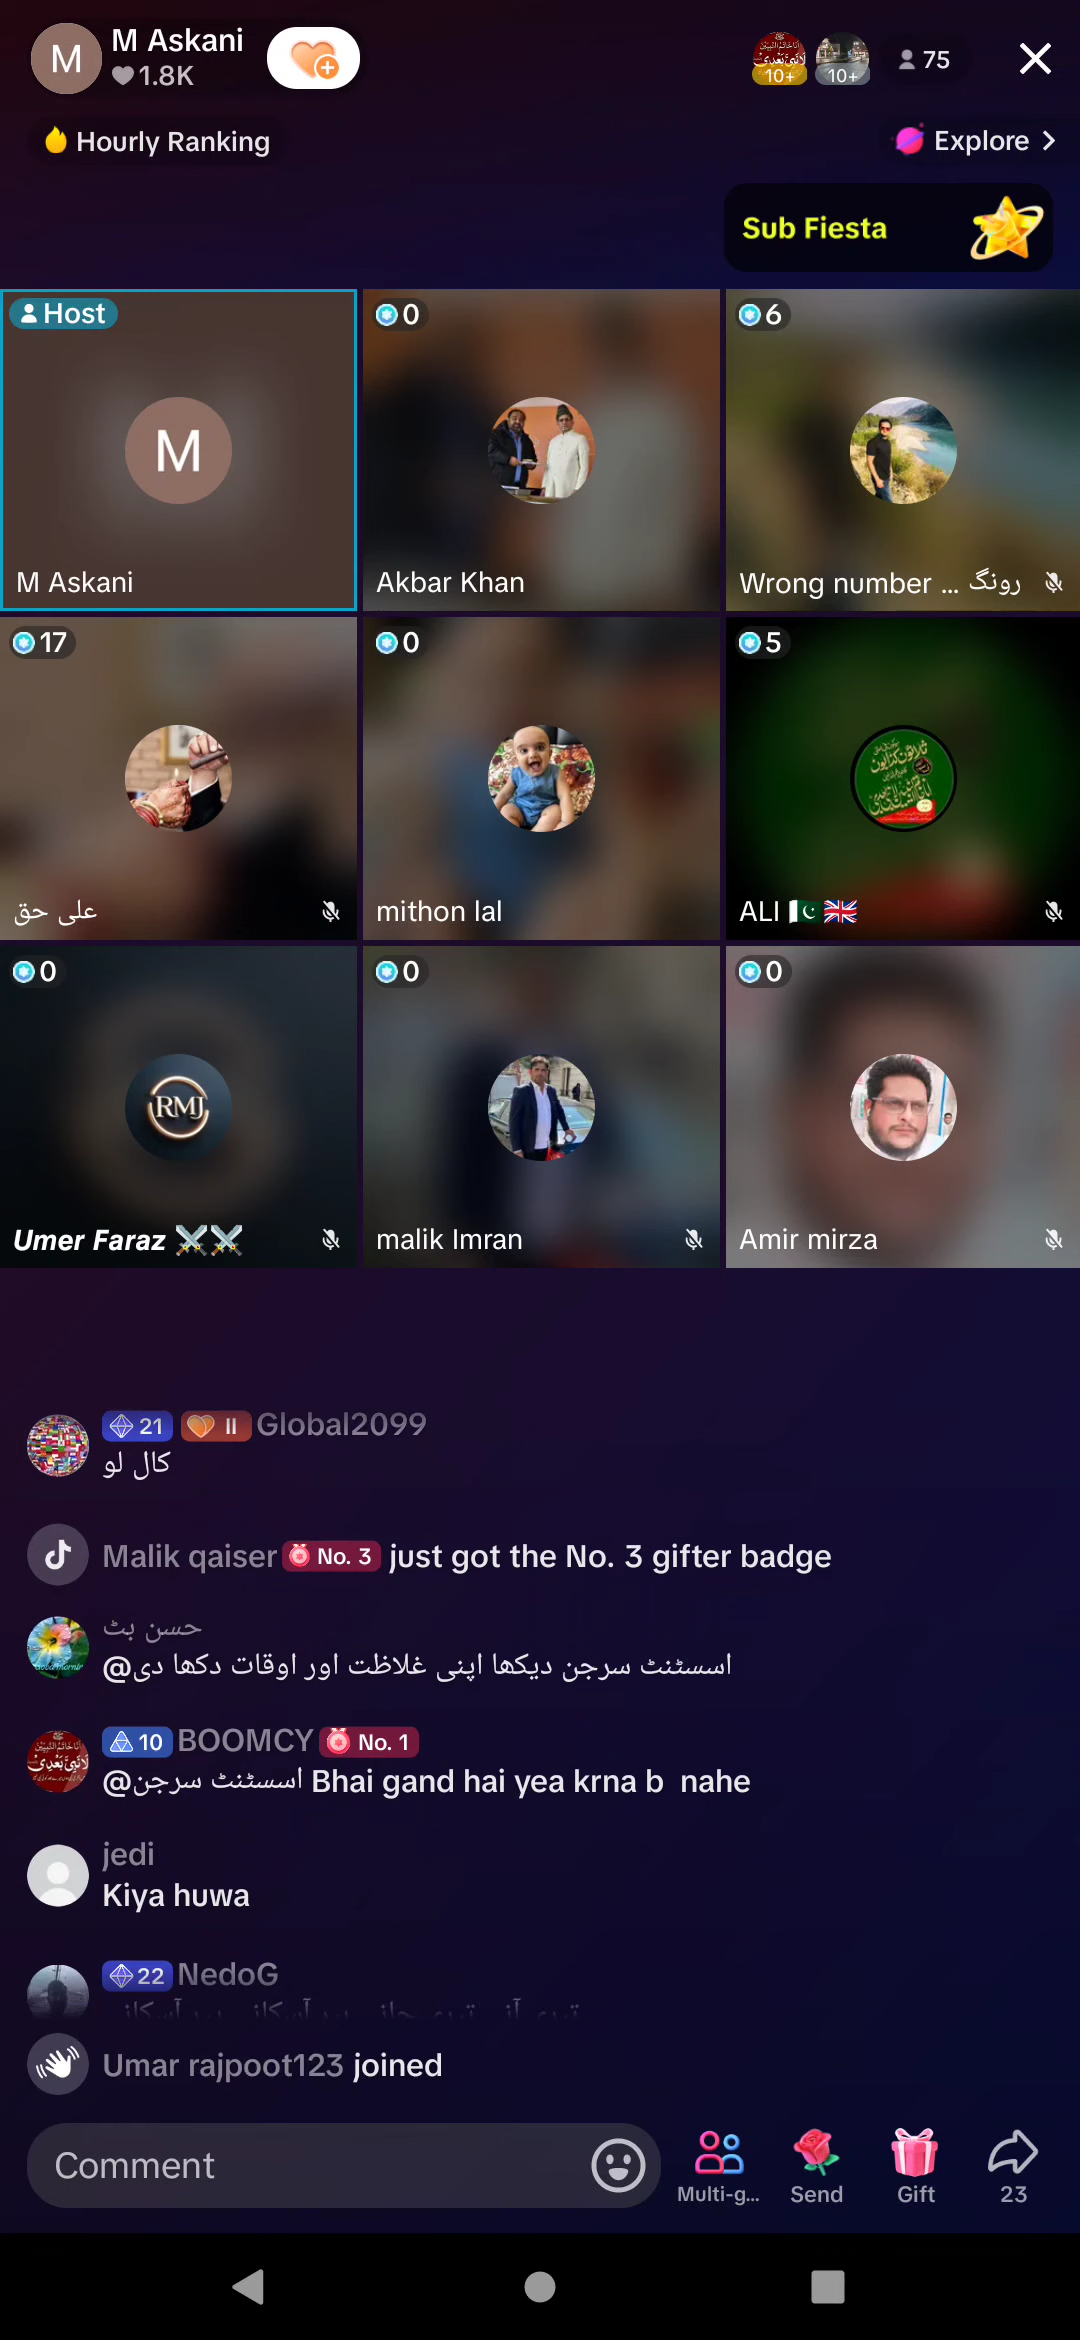 M Askani
1.8K
10+
10+
75
Hourly Ranking
Explore
Sub Fiesta
Host
M
M Askani
0
Akbar Khan
6
Wrong number ... رونگ
17
علی حق
0
mithon lal
5
ALI 🇵🇰🇬🇧
0
RMJ
Umer Faraz ⚔️⚔️
0
malik Imran
0
Amir mirza
21 II Global2099
کال لو
Malik qaiser No. 3 just got the No. 3 gifter badge
حسن بٹ
@اسسٹنٹ سرجن دیکھا اپنی غلاظت اور اوقات دکھا دی
10 BOOMCY No. 1
@اسسٹنٹ سرجن Bhai gand hai yea krna b nahe
jedi
Kiya huwa
22 NedoG
Umar rajpoot123 joined
Comment
Multi-g...
Send
Gift
23